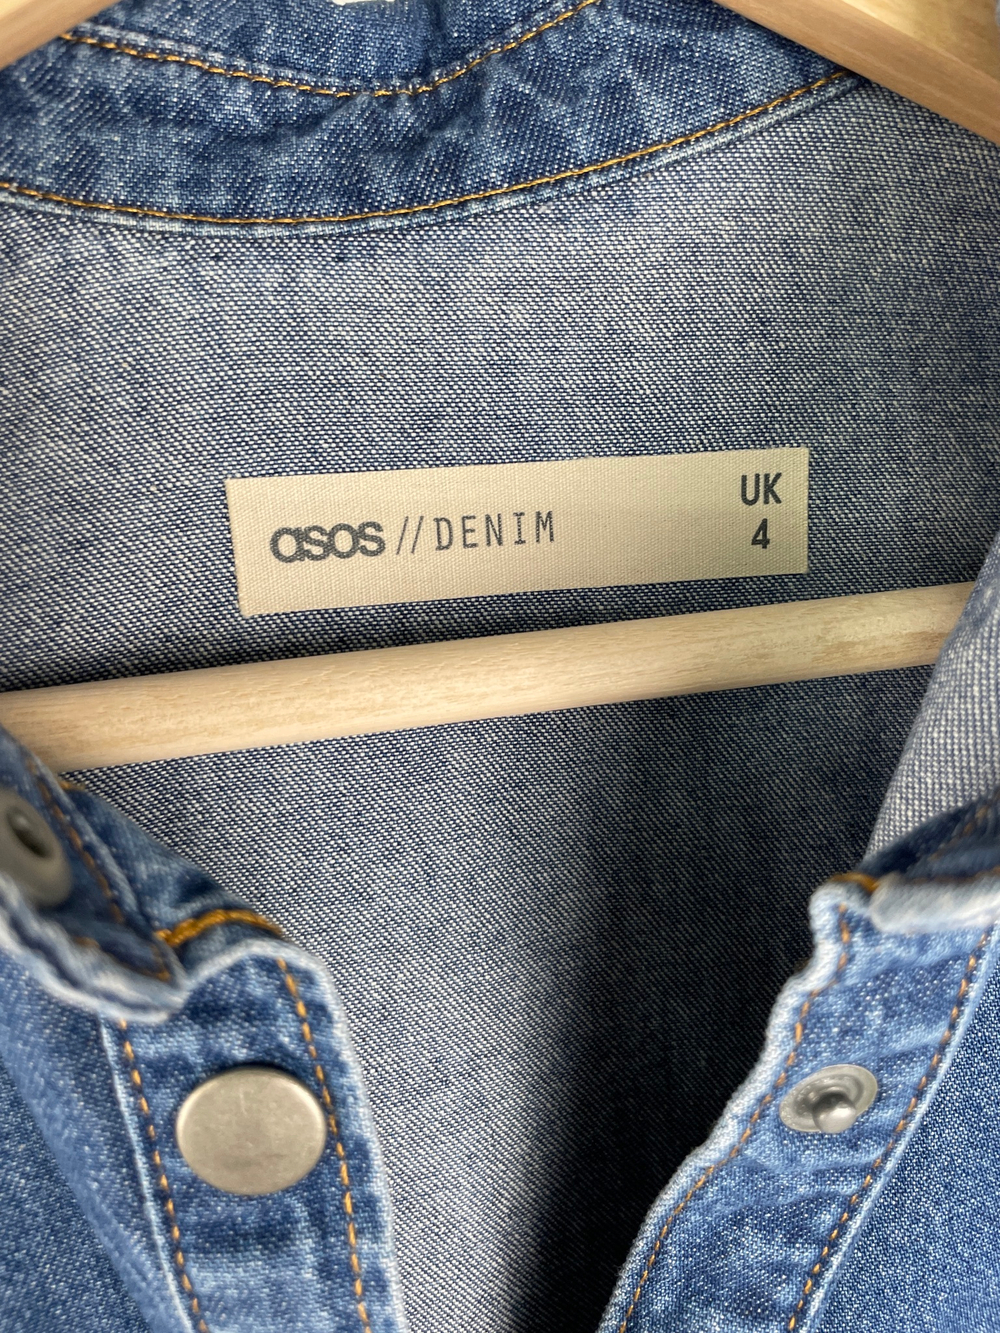 asos // DENIM
UK
4